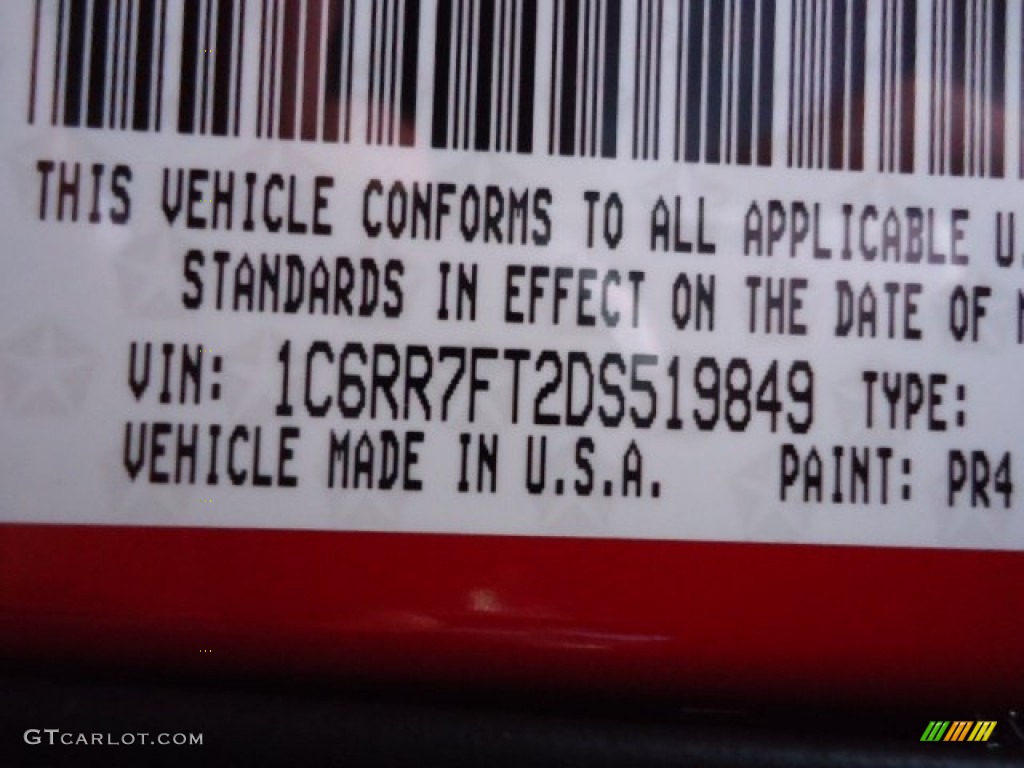 THIS VEHICLE CONFORMS TO ALL APPLICABLE U.
STANDARDS IN EFFECT ON THE DATE OF
VIN: 1C6RR7FT2DS519849 TYPE:
VEHICLE MADE IN U.S.A. PAINT: PR4
GTCARLOT.COM